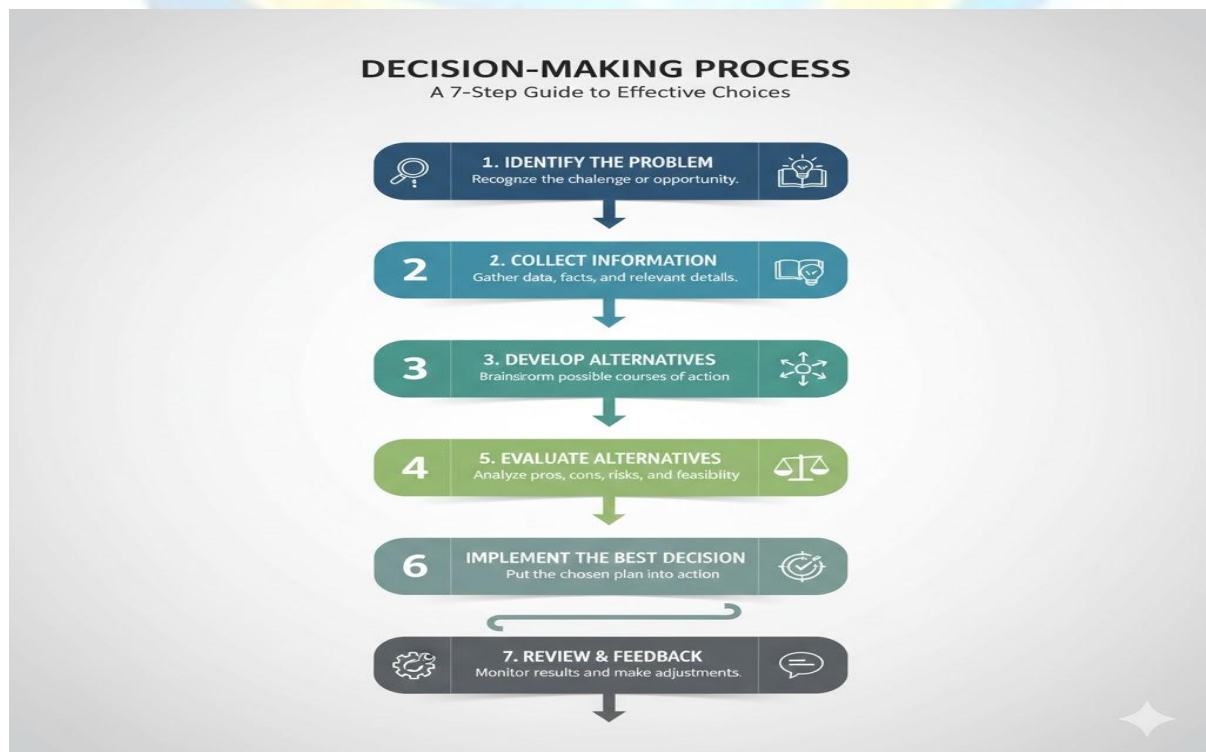 DECISION-MAKING PROCESS
A 7-Step Guide to Effective Choices
1. IDENTIFY THE PROBLEM
Recognze the chalenge or opportunity.
2
2. COLLECT INFORMATION
Gather data, facts, and relevant details.
3
3. DEVELOP ALTERNATIVES
Brainsirorm possible courses of action
4
5. EVALUATE ALTERNATIVES
Analyze pros, cons, risks, and feasiblity
6
IMPLEMENT THE BEST DECISION
Put the chosen plan into action
7. REVIEW & FEEDBACK
Monitor results and make adjustments.